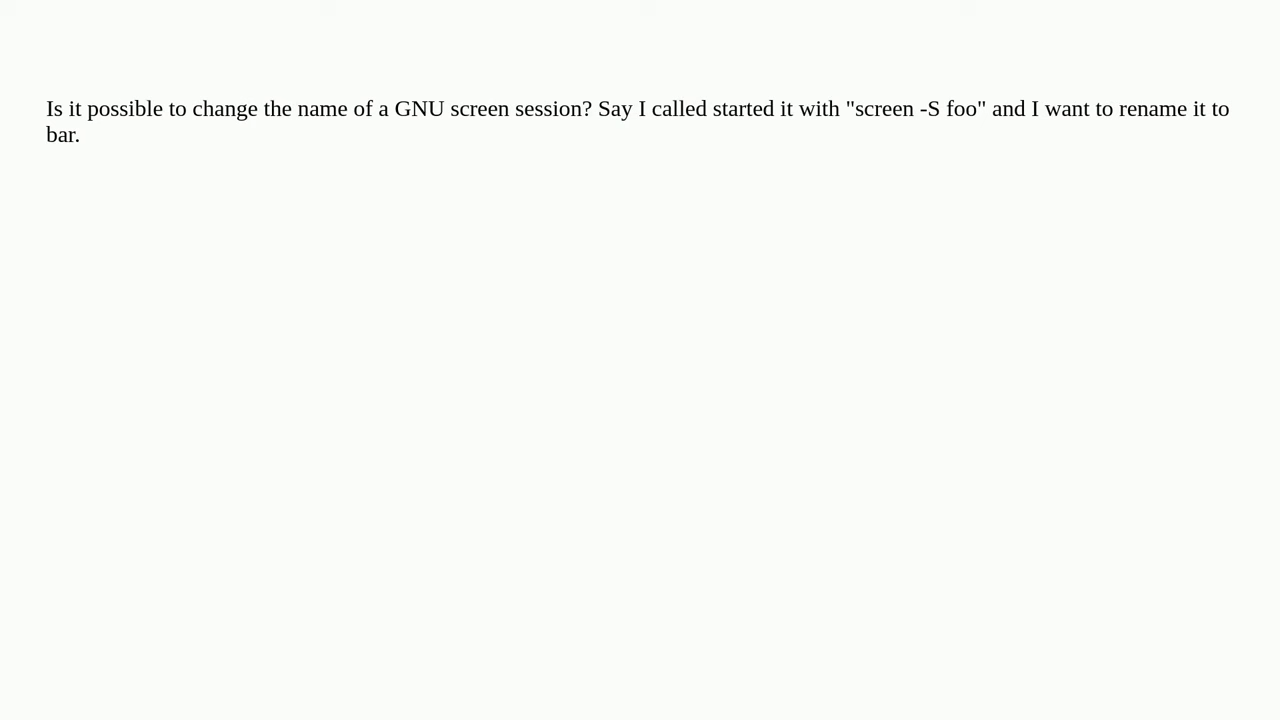 Is it possible to change the name of a GNU screen session? Say I called started it with "screen -S foo" and I want to rename it to
bar.